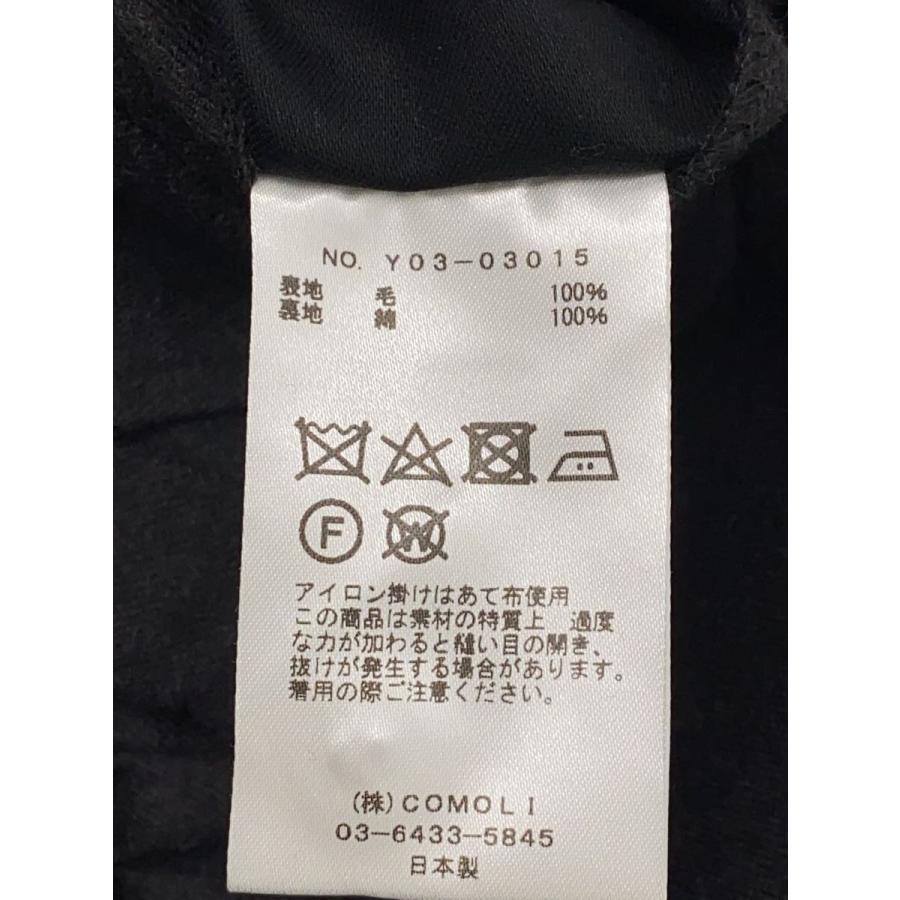 NO. Y03-03015
表地 毛 100%
裏地 綿 100%
F
W
アイロン掛けはあて布使用
この商品は素材の特質上 過度
な力が加わると縫い目の開き、
抜けが発生する場合があります。
着用の際ご注意ください。
(株)COMOLI
03-6433-5845
日本製